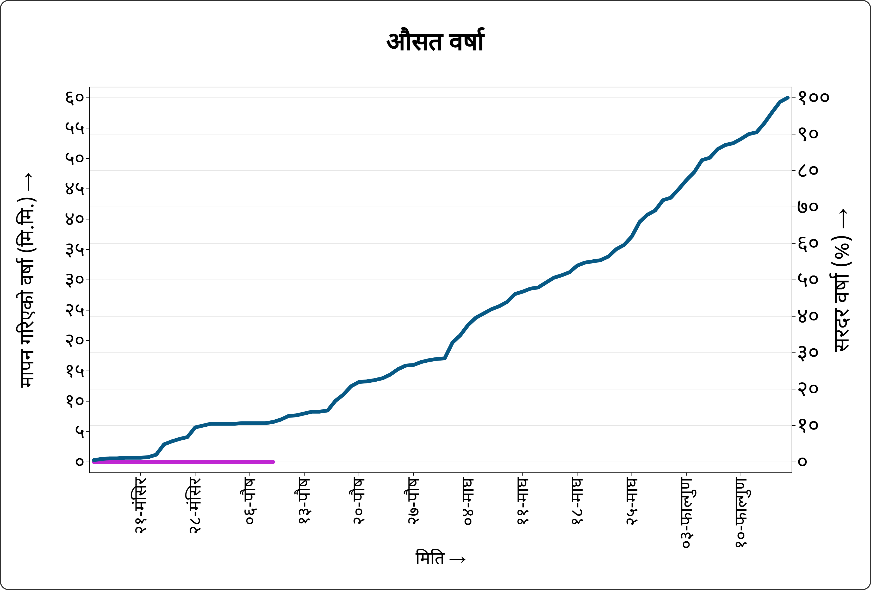 औसत वर्षा
मापन गरिएको वर्षा (मि.मि.) →
६०
५५
५०
४५
४०
३५
३०
२५
२०
१५
१०
५
०
१००
९०
८०
७०
६०
५०
४०
३०
२०
१०
०
सरदर वर्षा (%) →
२१-मंसिर
२८-मंसिर
०६-पौष
१३-पौष
२०-पौष
२७-पौष
०४-माघ
११-माघ
१८-माघ
२५-माघ
०३-फाल्गुण
१०-फाल्गुण
मिति →